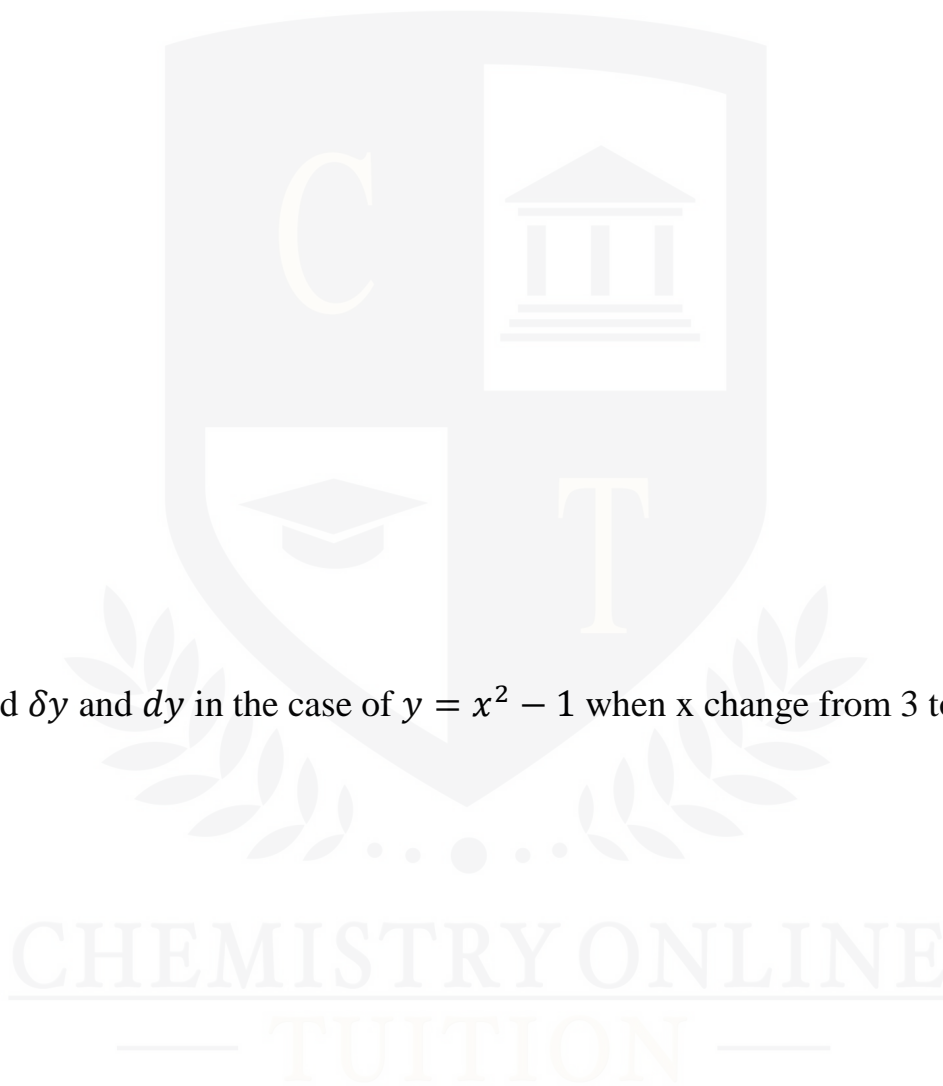 C
T
d 𝛿𝑦 and 𝑑𝑦 in the case of 𝑦 = 𝑥² − 1 when x change from 3 to
CHEMISTRY ONLINE
— TUITION —